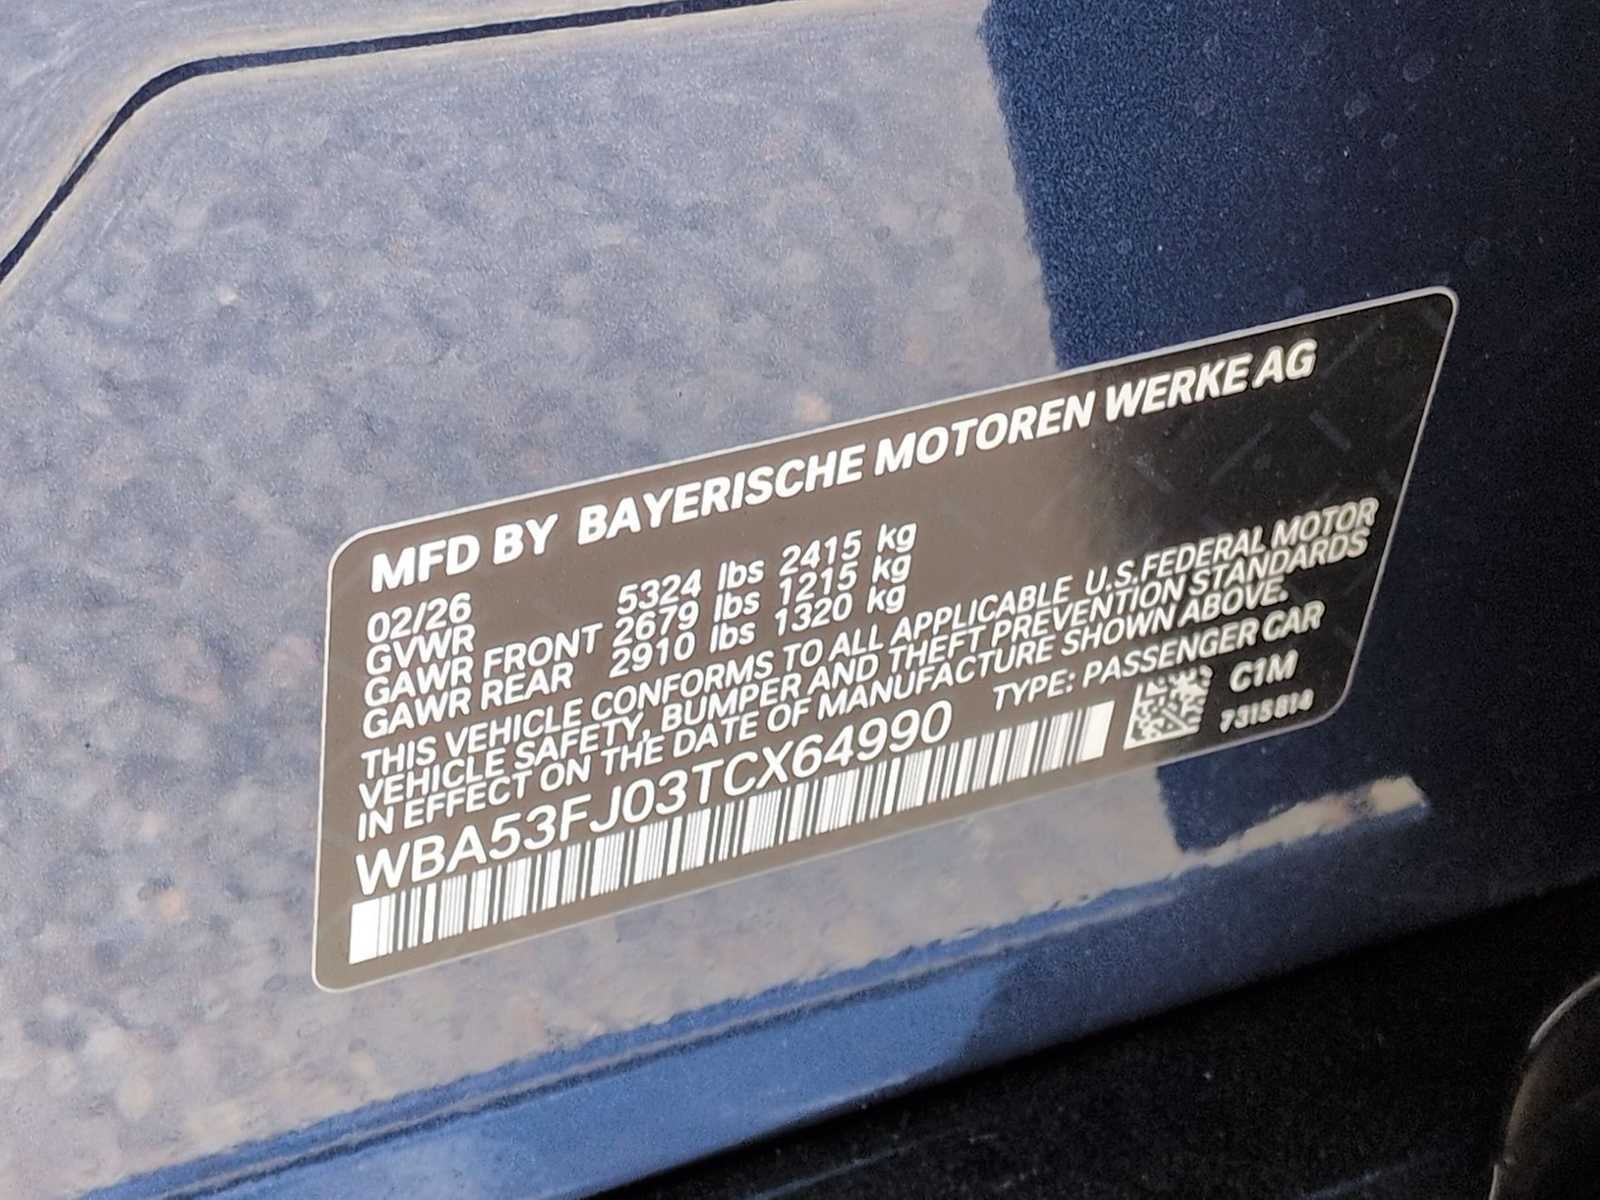 MFD BY BAYERISCHE MOTOREN WERKE AG
02/26
GVWR 5324 lbs 2415 kg
GAWR FRONT 2679 lbs 1215 kg
GAWR REAR 2910 lbs 1320 kg
THIS VEHICLE CONFORMS TO ALL APPLICABLE U.S.FEDERAL MOTOR
VEHICLE SAFETY, BUMPER AND THEFT PREVENTION STANDARDS
IN EFFECT ON THE DATE OF MANUFACTURE SHOWN ABOVE.
WBA53FJ03TCX64990 TYPE: PASSENGER CAR
C1M
7315814